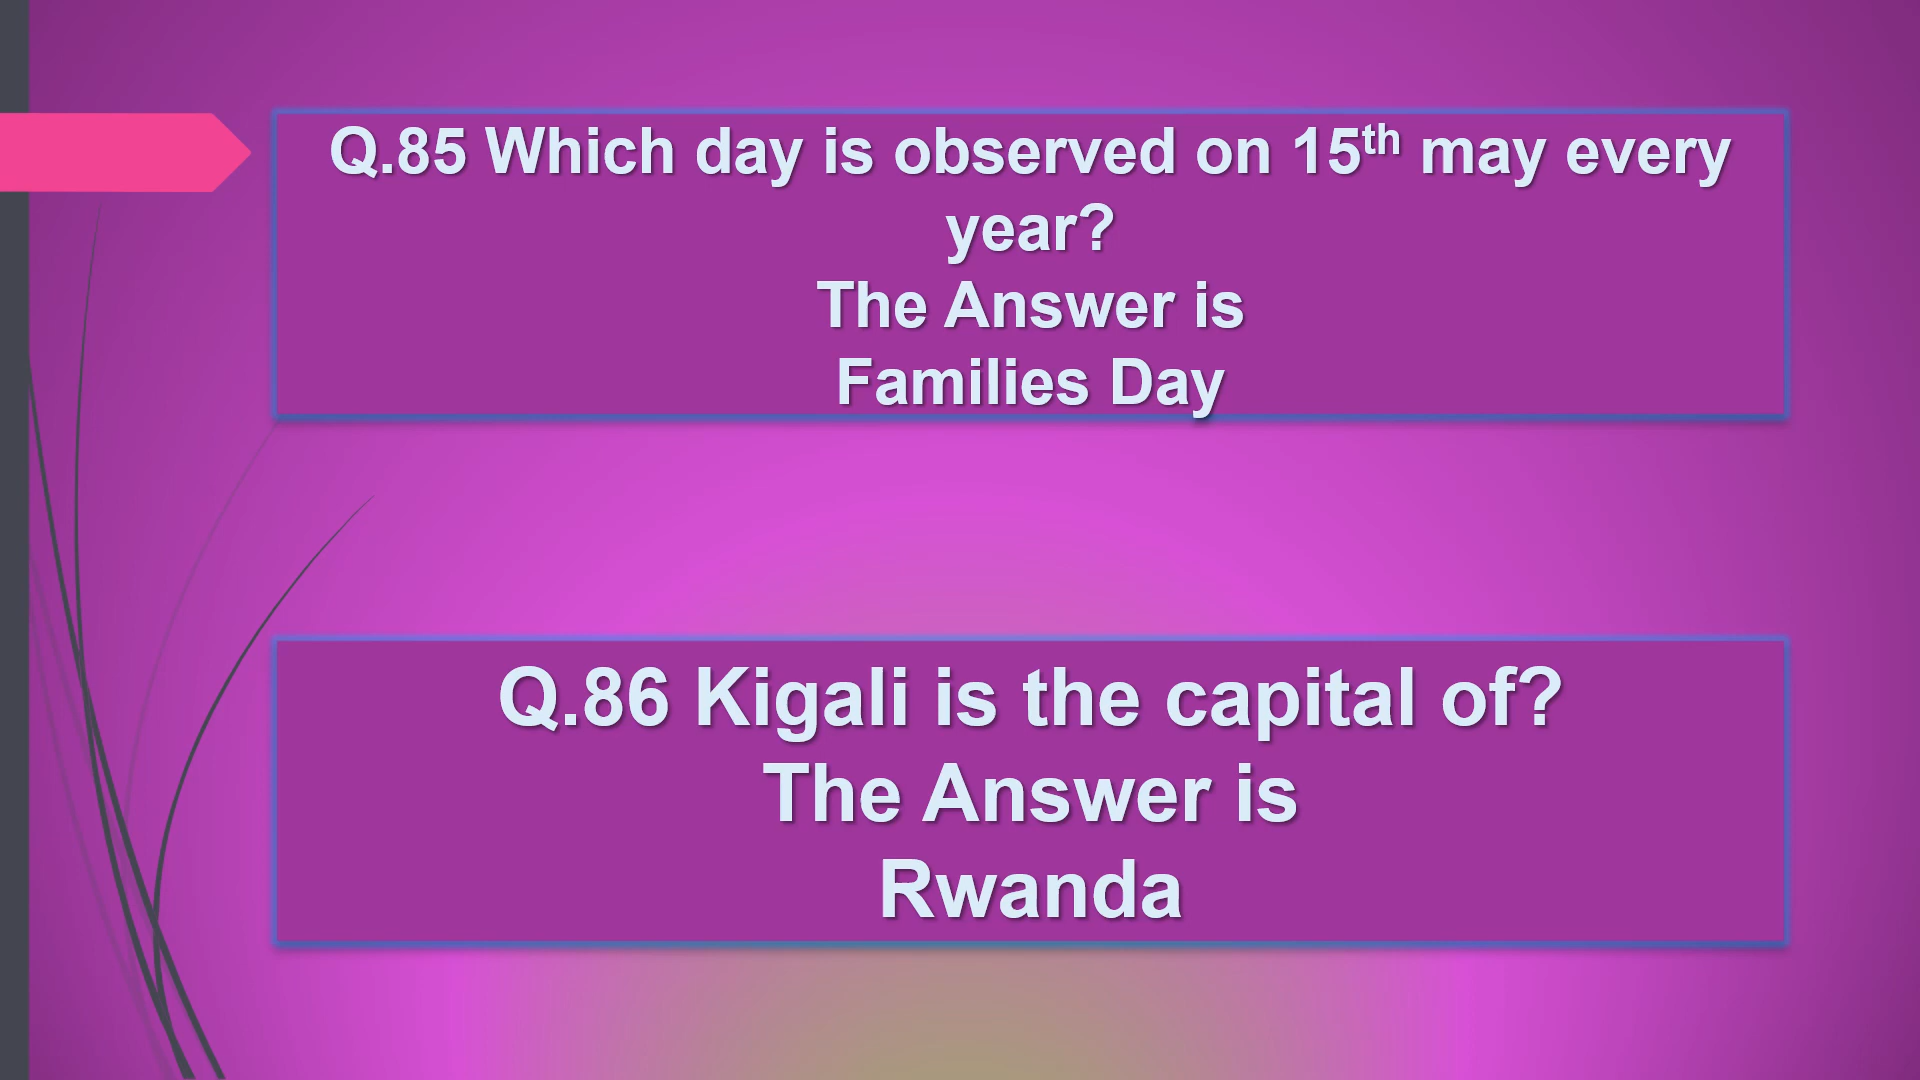 Q.85 Which day is observed on 15th may every
year?
The Answer is
Families Day
Q.86 Kigali is the capital of?
The Answer is
Rwanda